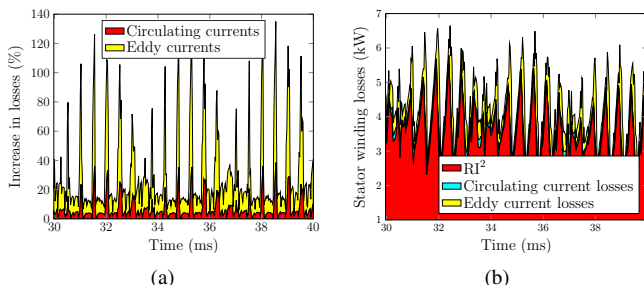 140
120
100
80
60
40
20
0
Increase in losses (%)
Circulating currents
Eddy currents
30 32 34 36 38 40
Time (ms)
(a)
7
6
5
4
3
2
1
Stator winding losses (kW)
RI²
Circulating current losses
Eddy current losses
30 32 34 36 38
Time (ms)
(b)